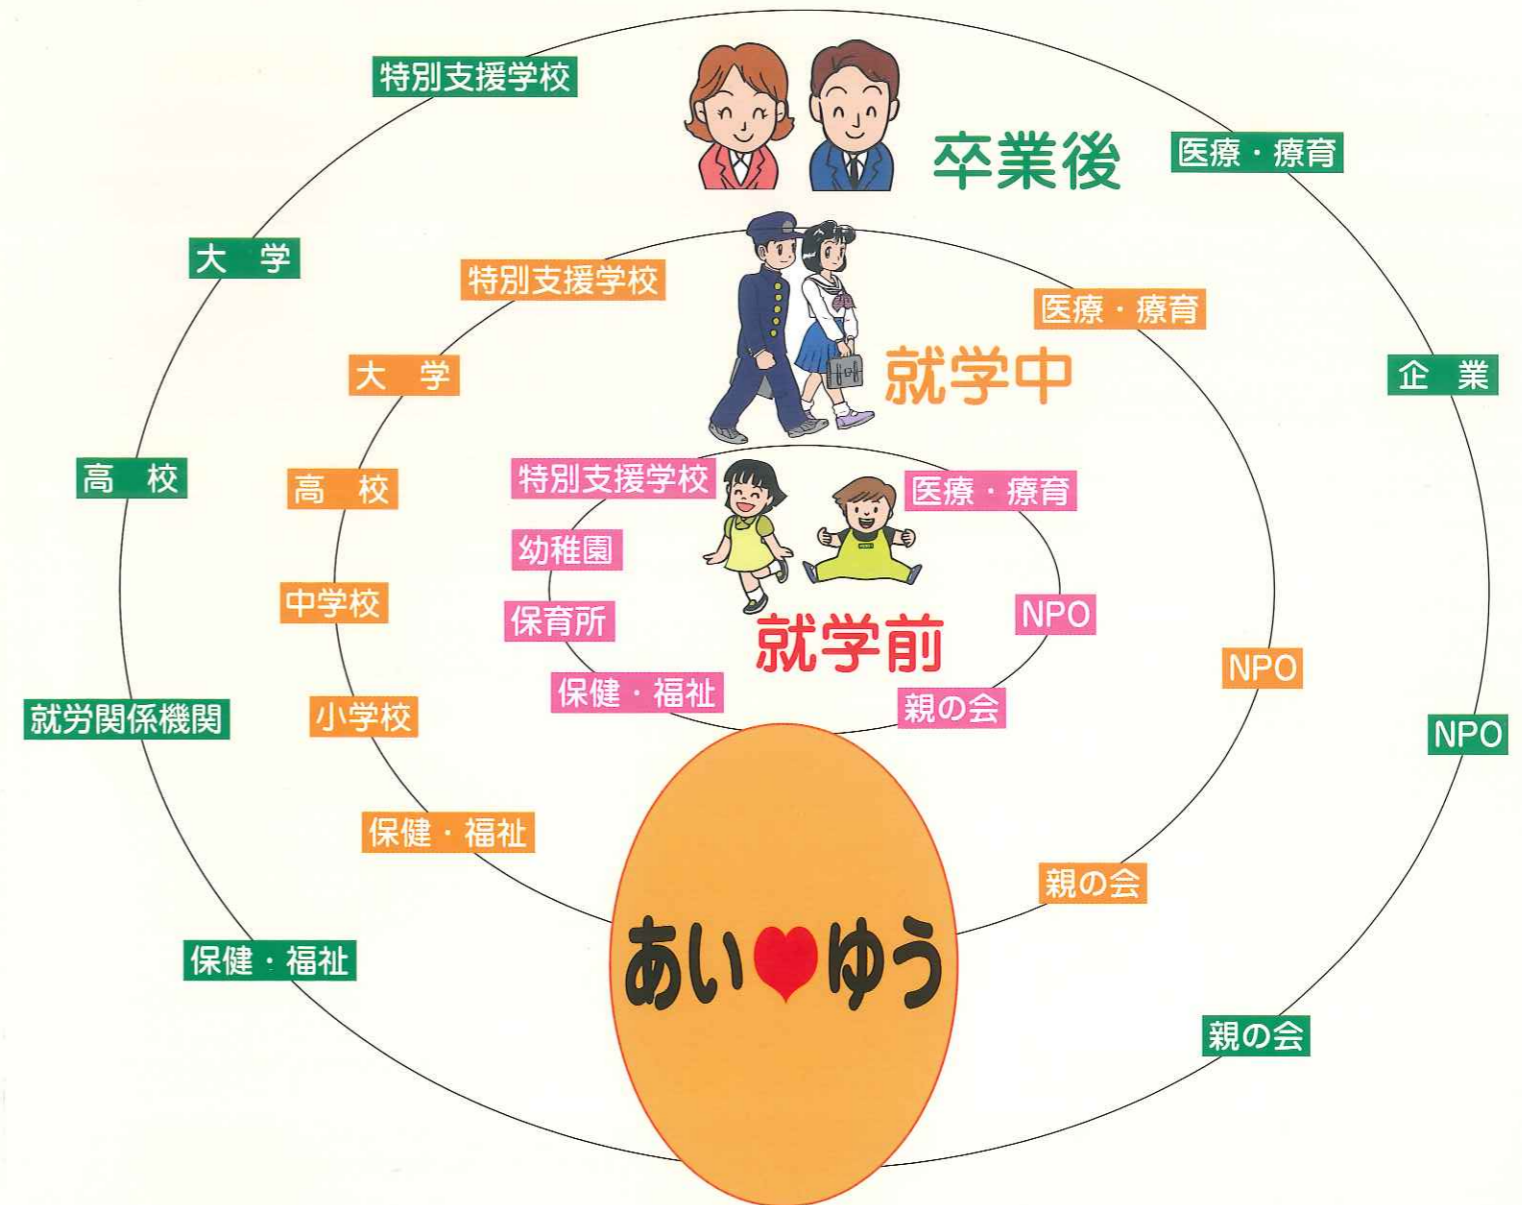 特別支援学校
卒業後
医療・療育
大　学
特別支援学校
医療・療育
大　学
就学中
企　業
高　校
高　校
特別支援学校
医療・療育
幼稚園
中学校
保育所
NPO
就学前
NPO
保健・福祉
親の会
就労関係機関
小学校
NPO
保健・福祉
親の会
あい♥ゆう
保健・福祉
親の会